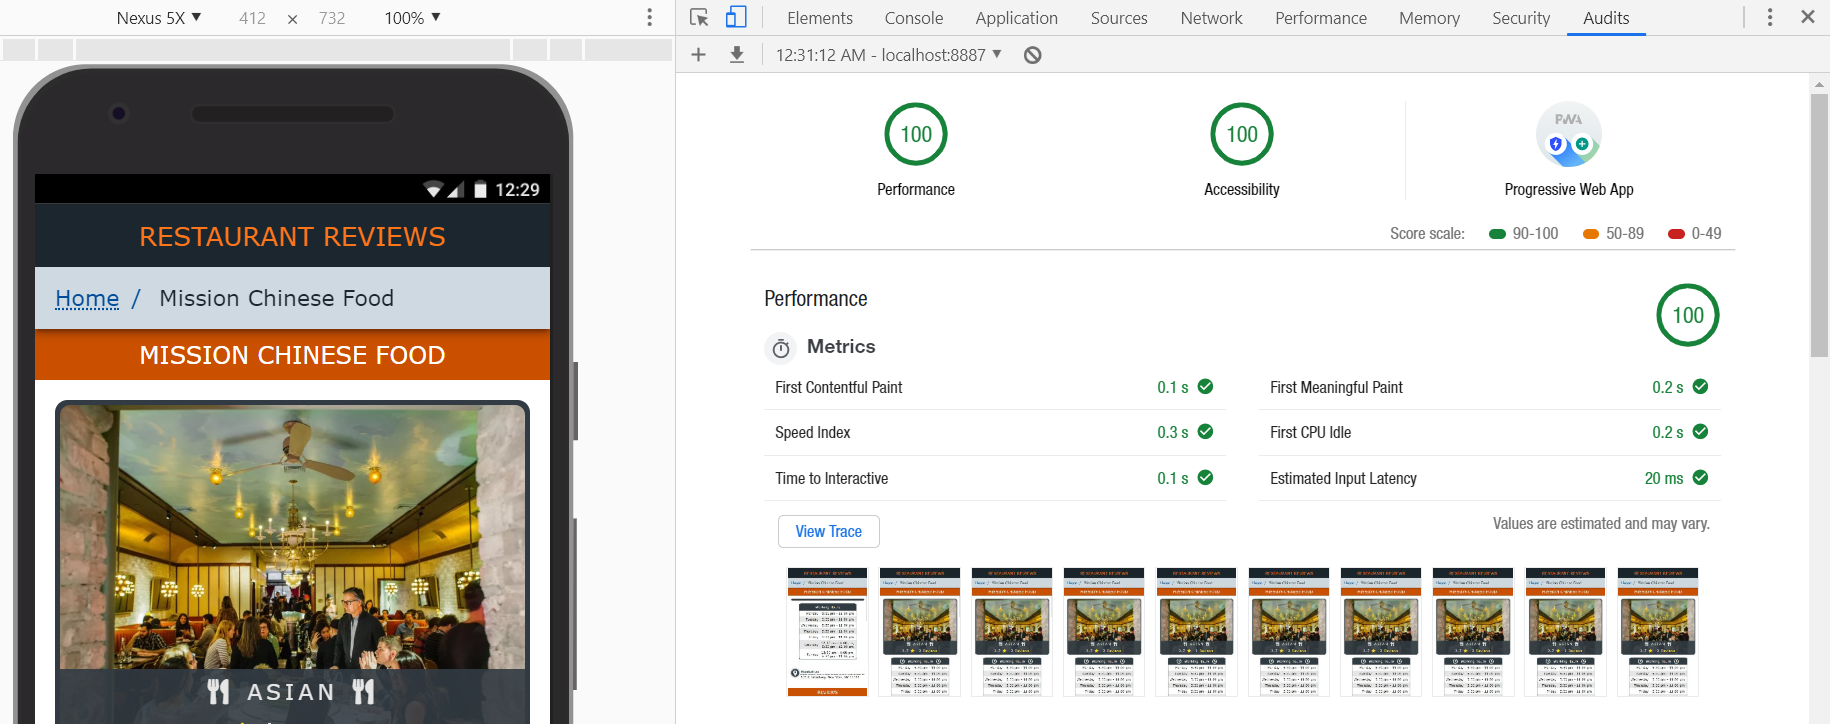 Nexus 5X ▼ 412 × 732 100% ▼
Elements Console Application Sources Network Performance Memory Security Audits
12:31:12 AM - localhost:8887 ▼
12:29
RESTAURANT REVIEWS
Home / Mission Chinese Food
MISSION CHINESE FOOD
ASIAN
100 100 PWA
Performance Accessibility Progressive Web App
Score scale: 90-100 50-89 0-49
Performance 100
Metrics
First Contentful Paint 0.1 s First Meaningful Paint 0.2 s
Speed Index 0.3 s First CPU Idle 0.2 s
Time to Interactive 0.1 s Estimated Input Latency 20 ms
View Trace Values are estimated and may vary.